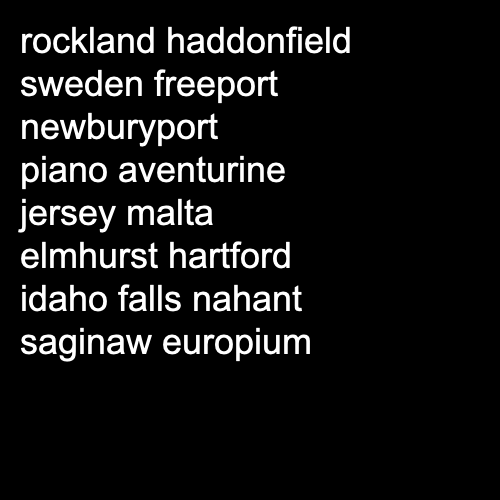 rockland haddonfield
sweden freeport
newburyport
piano aventurine
jersey malta
elmhurst hartford
idaho falls nahant
saginaw europium